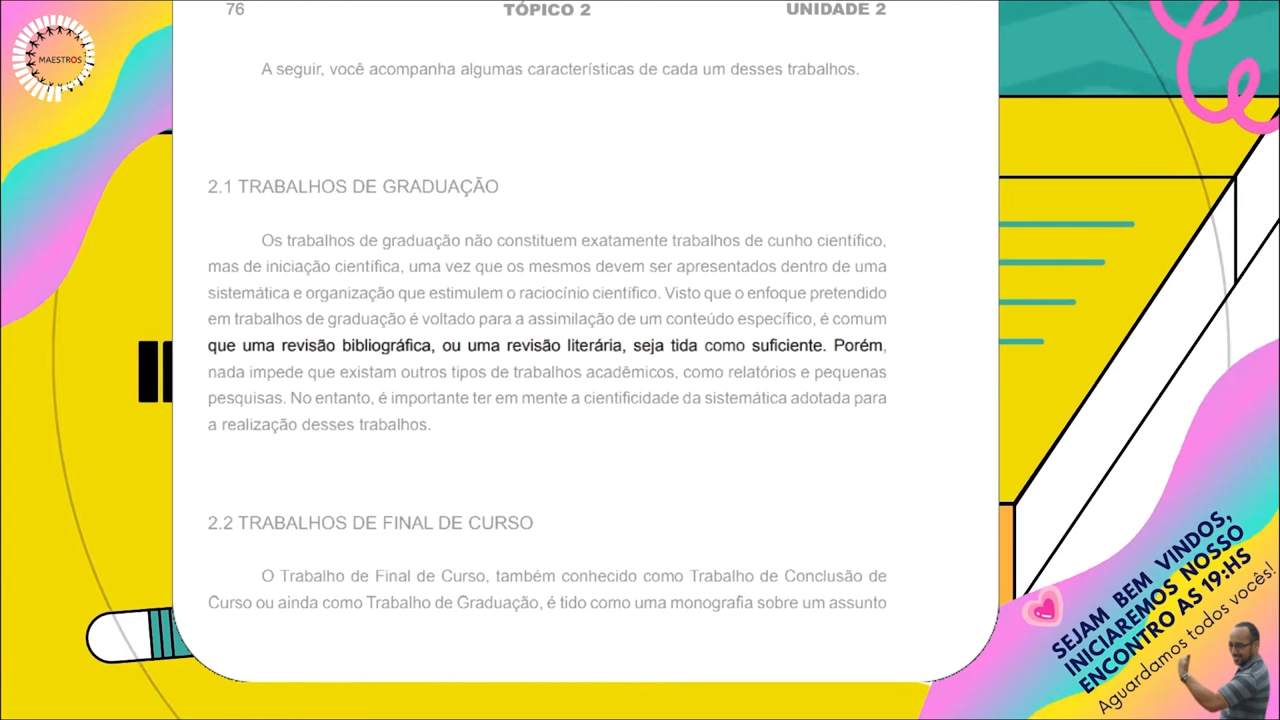 MAESTROS
76 TÓPICO 2 UNIDADE 2
A seguir, você acompanha algumas características de cada um desses trabalhos.
2.1 TRABALHOS DE GRADUAÇÃO
Os trabalhos de graduação não constituem exatamente trabalhos de cunho científico,
mas de iniciação científica, uma vez que os mesmos devem ser apresentados dentro de uma
sistemática e organização que estimulem o raciocínio científico. Visto que o enfoque pretendido
em trabalhos de graduação é voltado para a assimilação de um conteúdo específico, é comum
que uma revisão bibliográfica, ou uma revisão literária, seja tida como suficiente. Porém,
nada impede que existam outros tipos de trabalhos acadêmicos, como relatórios e pequenas
pesquisas. No entanto, é importante ter em mente a cientificidade da sistemática adotada para
a realização desses trabalhos.
2.2 TRABALHOS DE FINAL DE CURSO
O Trabalho de Final de Curso, também conhecido como Trabalho de Conclusão de
Curso ou ainda como Trabalho de Graduação, é tido como uma monografia sobre um assunto
SEJAM BEM VINDOS,
INICIAREMOS NOSSO
ENCONTRO AS 19:HS
Aguardamos todos vocês!